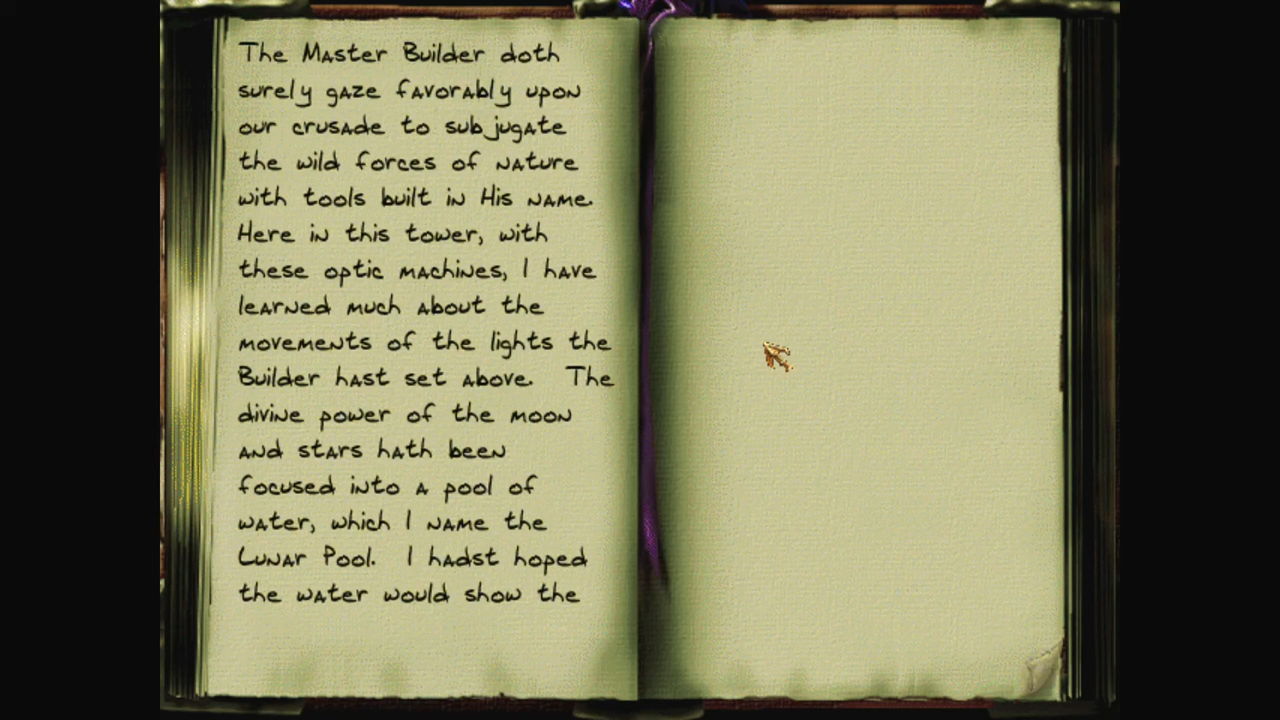 The Master Builder doth
surely gaze favorably upon
our crusade to subjugate
the wild forces of nature
with tools built in His name.
Here in this tower, with
these optic machines, I have
learned much about the
movements of the lights the
Builder hast set above.  The
divine power of the moon
and stars hath been
focused into a pool of
water, which I name the
Lunar Pool.  I hadst hoped
the water would show the